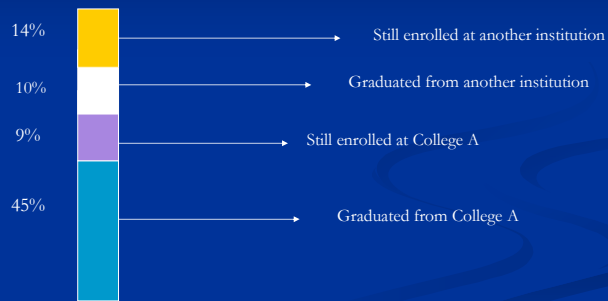 14% Still enrolled at another institution
10% Graduated from another institution
9% Still enrolled at College A
45% Graduated from College A